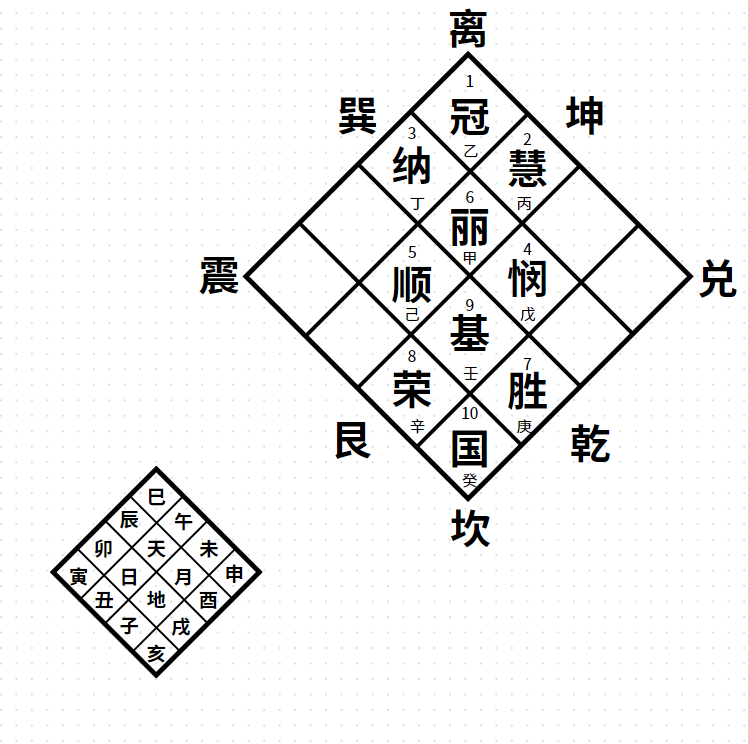 离
巽
坤
1
冠
乙
3
纳
丁
2
慧
丙
6
丽
甲
震
5
顺
己
4
悯
戊
兑
9
基
壬
8
荣
辛
7
胜
庚
艮
10
国
癸
乾
坎
巳
辰
午
卯
天
未
寅
日
月
申
丑
地
酉
子
戌
亥